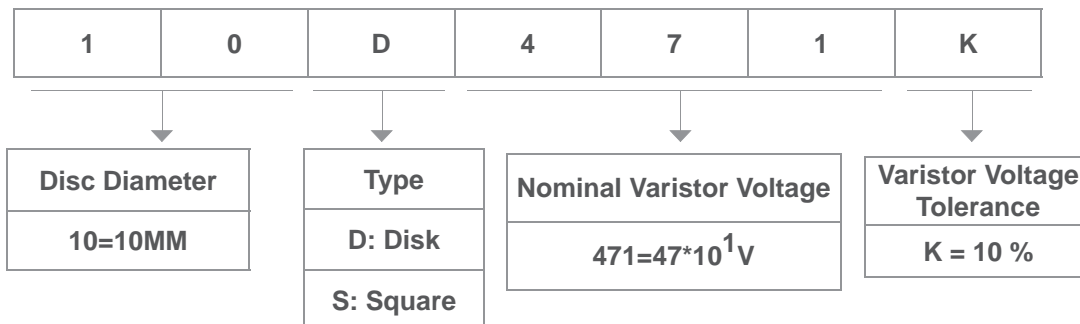 1 0 D 4 7 1 K
Disc Diameter
10=10MM
Type
D: Disk
S: Square
Nominal Varistor Voltage
471=47*10¹V
Varistor Voltage
Tolerance
K = 10 %